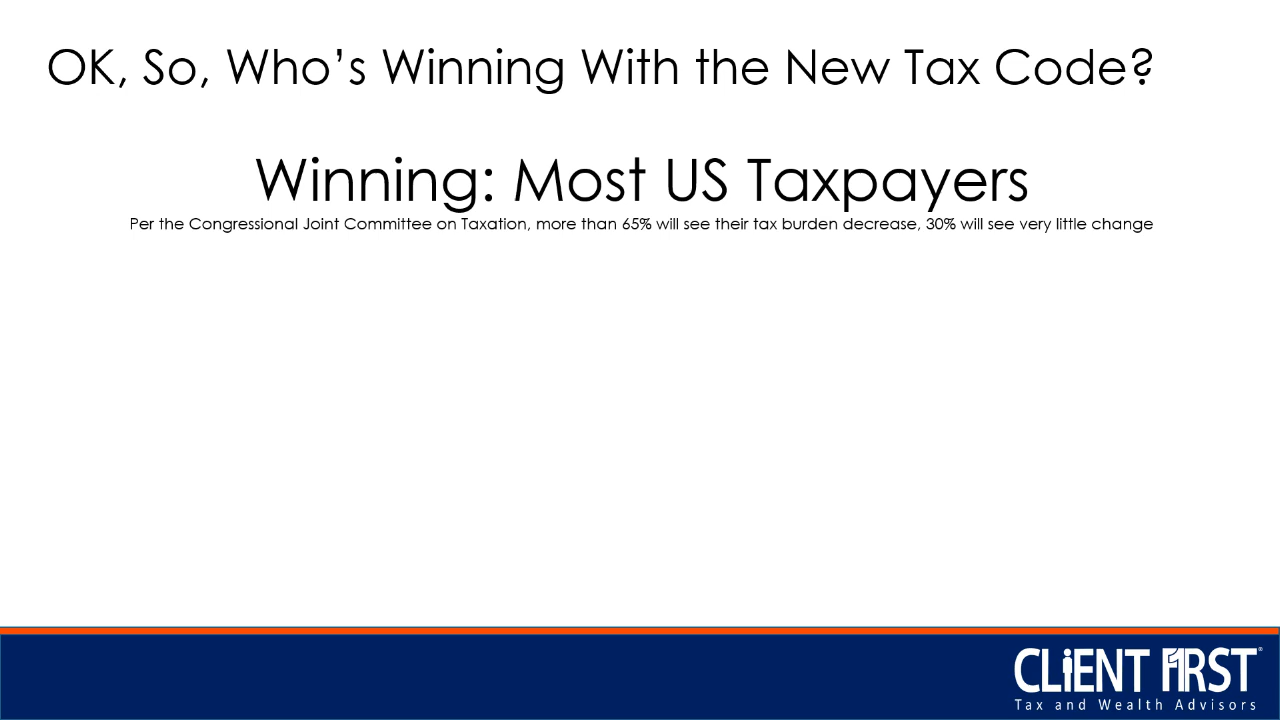 OK, So, Who’s Winning With the New Tax Code?
Winning: Most US Taxpayers
Per the Congressional Joint Committee on Taxation, more than 65% will see their tax burden decrease, 30% will see very little change
CLiENT FIRST®
Tax and Wealth Advisors